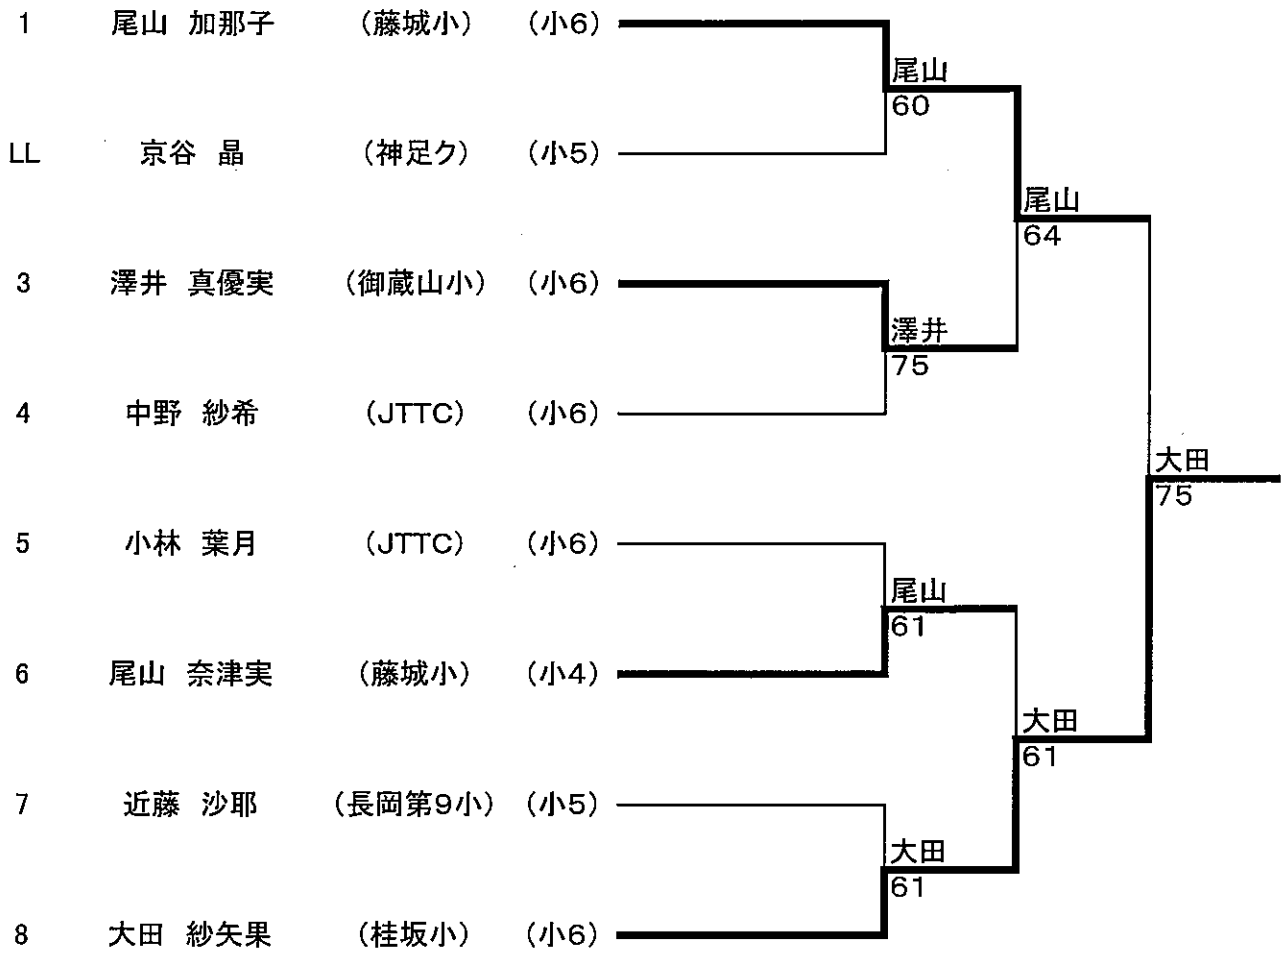 1 尾山 加那子 （藤城小） （小6）
尾山
60
LL 京谷 晶 （神足ク） （小5）
尾山
64
3 澤井 真優実 （御蔵山小） （小6）
澤井
75
4 中野 紗希 （JTTC） （小6）
大田
75
5 小林 葉月 （JTTC） （小6）
尾山
61
6 尾山 奈津実 （藤城小） （小4）
大田
61
7 近藤 沙耶 （長岡第9小） （小5）
大田
61
8 大田 紗矢果 （桂坂小） （小6）